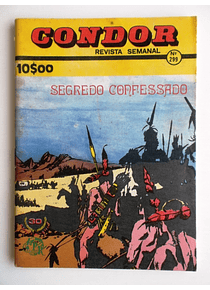 CONDOR
REVISTA SEMANAL
Nº
299
10$00
SEGREDO CONFESSADO